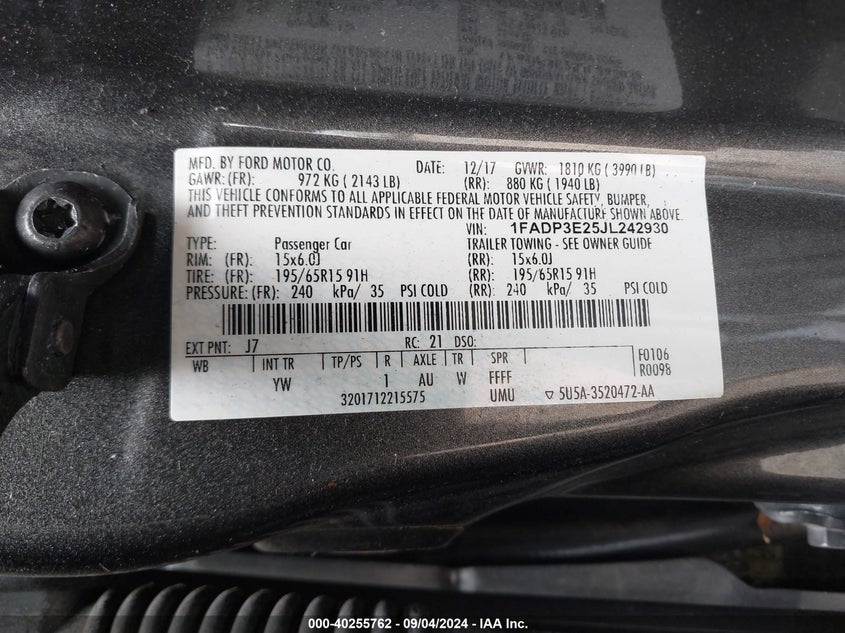 MFD. BY FORD MOTOR CO. DATE: 12/17 GVWR: 1810 KG ( 3990 LB)
GAWR: (FR): 972 KG ( 2143 LB) (RR): 880 KG ( 1940 LB)
THIS VEHICLE CONFORMS TO ALL APPLICABLE FEDERAL MOTOR VEHICLE SAFETY, BUMPER,
AND THEFT PREVENTION STANDARDS IN EFFECT ON THE DATE OF MANUFACTURE SHOWN ABOVE.
VIN: 1FADP3E25JL242930
TYPE: Passenger Car TRAILER TOWING - SEE OWNER GUIDE
RIM: (FR): 15x6.0J (RR): 15x6.0J
TIRE: (FR): 195/65R15 91H (RR): 195/65R15 91H
PRESSURE: (FR): 240 kPa/ 35 PSI COLD (RR): 240 kPa/ 35 PSI COLD
EXT PNT: J7 RC: 21 DSO:
WB INT TR TP/PS R AXLE TR SPR F0106
YW 1 AU W FFFF R0098
3201712215575 UMU ▽ 5U5A-3520472-AA
000-40255762 - 09/04/2024 - IAA Inc.